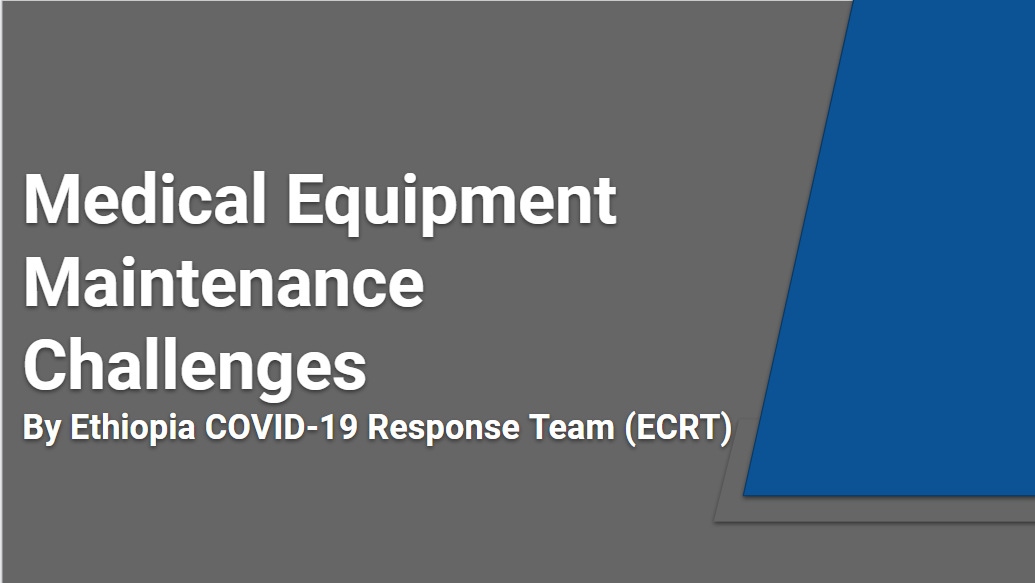 Medical Equipment
Maintenance
Challenges
By Ethiopia COVID-19 Response Team (ECRT)